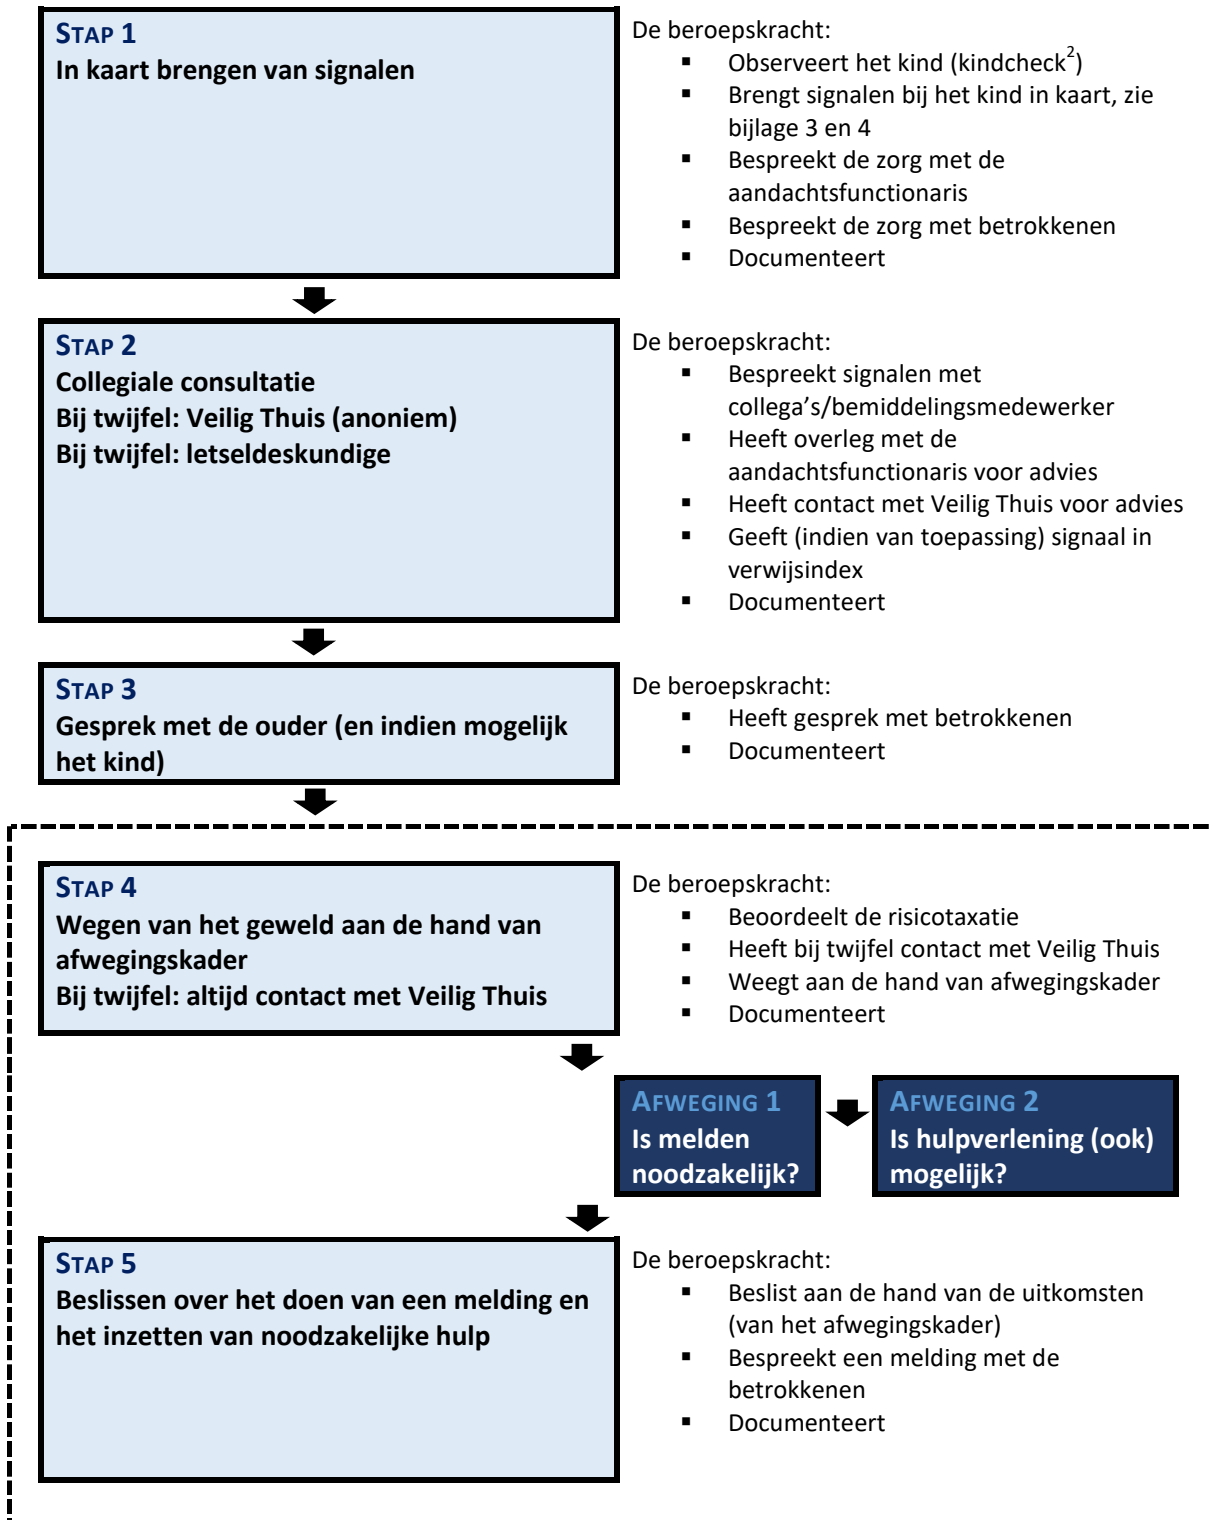 STAP 1
In kaart brengen van signalen
De beroepskracht:
▪ Observeert het kind (kindcheck²)
▪ Brengt signalen bij het kind in kaart, zie
bijlage 3 en 4
▪ Bespreekt de zorg met de
aandachtsfunctionaris
▪ Bespreekt de zorg met betrokkenen
▪ Documenteert
STAP 2
Collegiale consultatie
Bij twijfel: Veilig Thuis (anoniem)
Bij twijfel: letseldeskundige
De beroepskracht:
▪ Bespreekt signalen met
collega’s/bemiddelingsmedewerker
▪ Heeft overleg met de
aandachtsfunctionaris voor advies
▪ Heeft contact met Veilig Thuis voor advies
▪ Geeft (indien van toepassing) signaal in
verwijsindex
▪ Documenteert
STAP 3
Gesprek met de ouder (en indien mogelijk
het kind)
De beroepskracht:
▪ Heeft gesprek met betrokkenen
▪ Documenteert
STAP 4
Wegen van het geweld aan de hand van
afwegingskader
Bij twijfel: altijd contact met Veilig Thuis
De beroepskracht:
▪ Beoordeelt de risicotaxatie
▪ Heeft bij twijfel contact met Veilig Thuis
▪ Weegt aan de hand van afwegingskader
▪ Documenteert
AFWEGING 1
Is melden
noodzakelijk?
AFWEGING 2
Is hulpverlening (ook)
mogelijk?
STAP 5
Beslissen over het doen van een melding en
het inzetten van noodzakelijke hulp
De beroepskracht:
▪ Beslist aan de hand van de uitkomsten
(van het afwegingskader)
▪ Bespreekt een melding met de
betrokkenen
▪ Documenteert